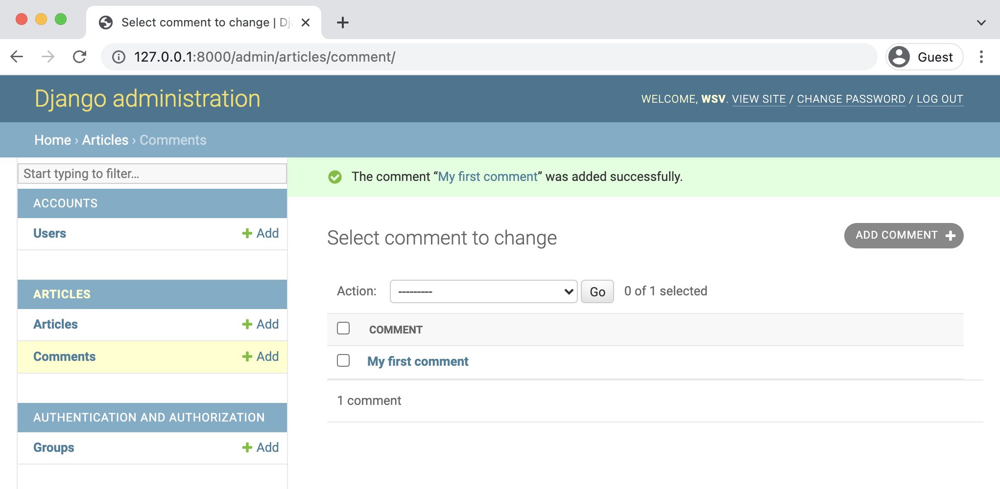 Select comment to change | Dj
127.0.0.1:8000/admin/articles/comment/
Guest
Django administration
WELCOME, WSV. VIEW SITE / CHANGE PASSWORD / LOG OUT
Home › Articles › Comments
Start typing to filter...
The comment “My first comment” was added successfully.
ACCOUNTS
Users + Add
ARTICLES
Articles + Add
Comments + Add
AUTHENTICATION AND AUTHORIZATION
Groups + Add
Select comment to change
ADD COMMENT +
Action: --------- Go 0 of 1 selected
COMMENT
My first comment
1 comment